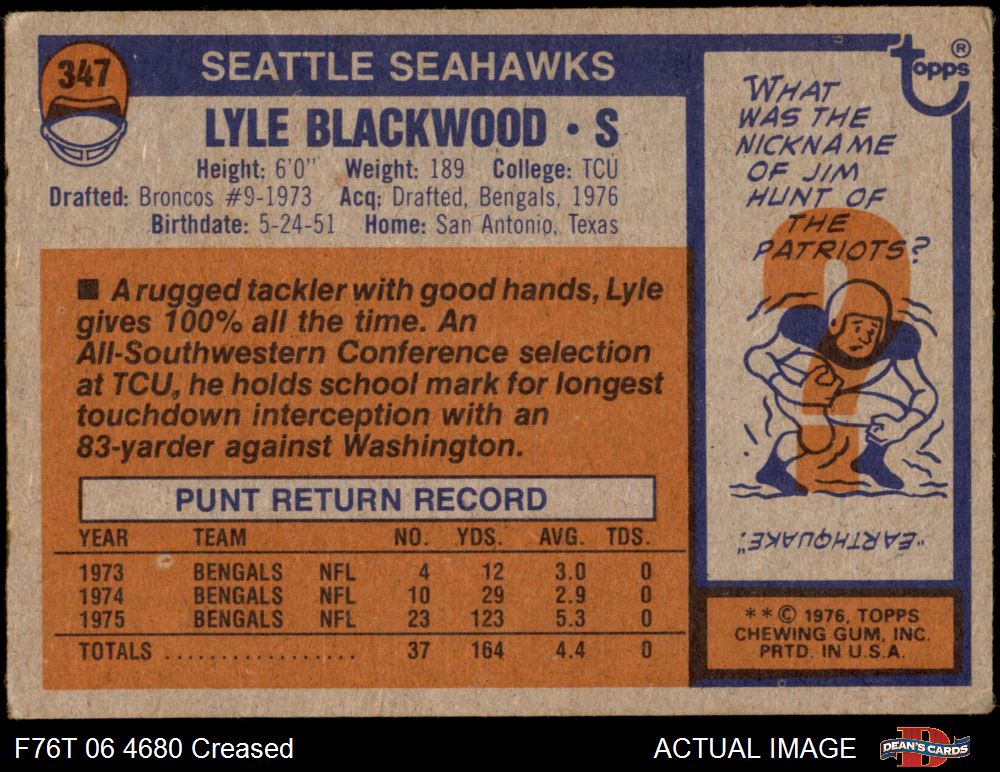 347
SEATTLE SEAHAWKS
LYLE BLACKWOOD • S
Height: 6'0" Weight: 189 College: TCU
Drafted: Broncos #9-1973 Acq: Drafted, Bengals, 1976
Birthdate: 5-24-51 Home: San Antonio, Texas
■ A rugged tackler with good hands, Lyle
gives 100% all the time. An
All-Southwestern Conference selection
at TCU, he holds school mark for longest
touchdown interception with an
83-yarder against Washington.
PUNT RETURN RECORD
YEAR TEAM NO. YDS. AVG. TDS.
1973 BENGALS NFL 4 12 3.0 0
1974 BENGALS NFL 10 29 2.9 0
1975 BENGALS NFL 23 123 5.3 0
TOTALS .................. 37 164 4.4 0
Topps ®
WHAT
WAS THE
NICKNAME
OF JIM
HUNT OF
THE
PATRIOTS?
"EARTHQUAKE."
**© 1976, TOPPS
CHEWING GUM, INC.
PRTD. IN U.S.A.
F76T 06 4680 Creased
ACTUAL IMAGE
D
DEAN'S CARDS